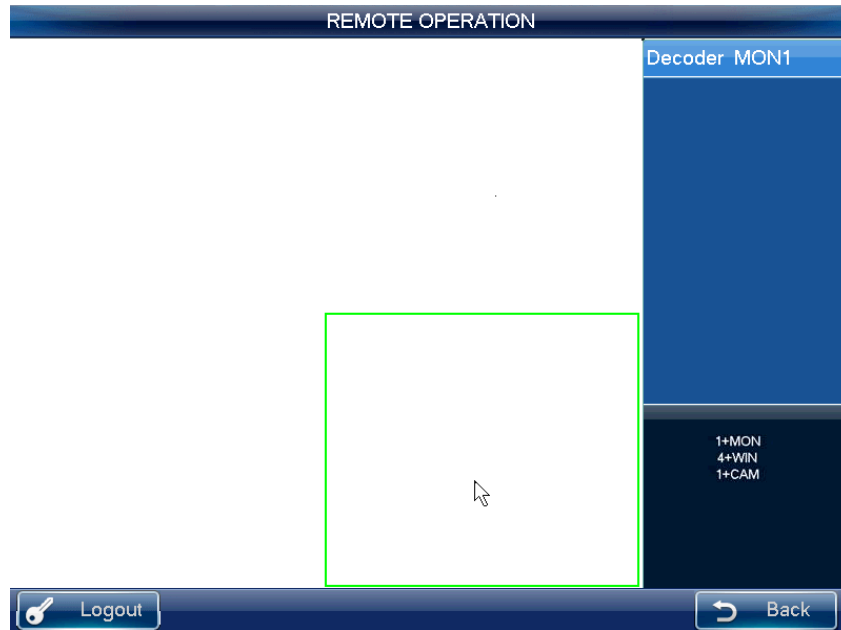 REMOTE OPERATION
Decoder MON1
1+MON
4+WIN
1+CAM
Logout
Back